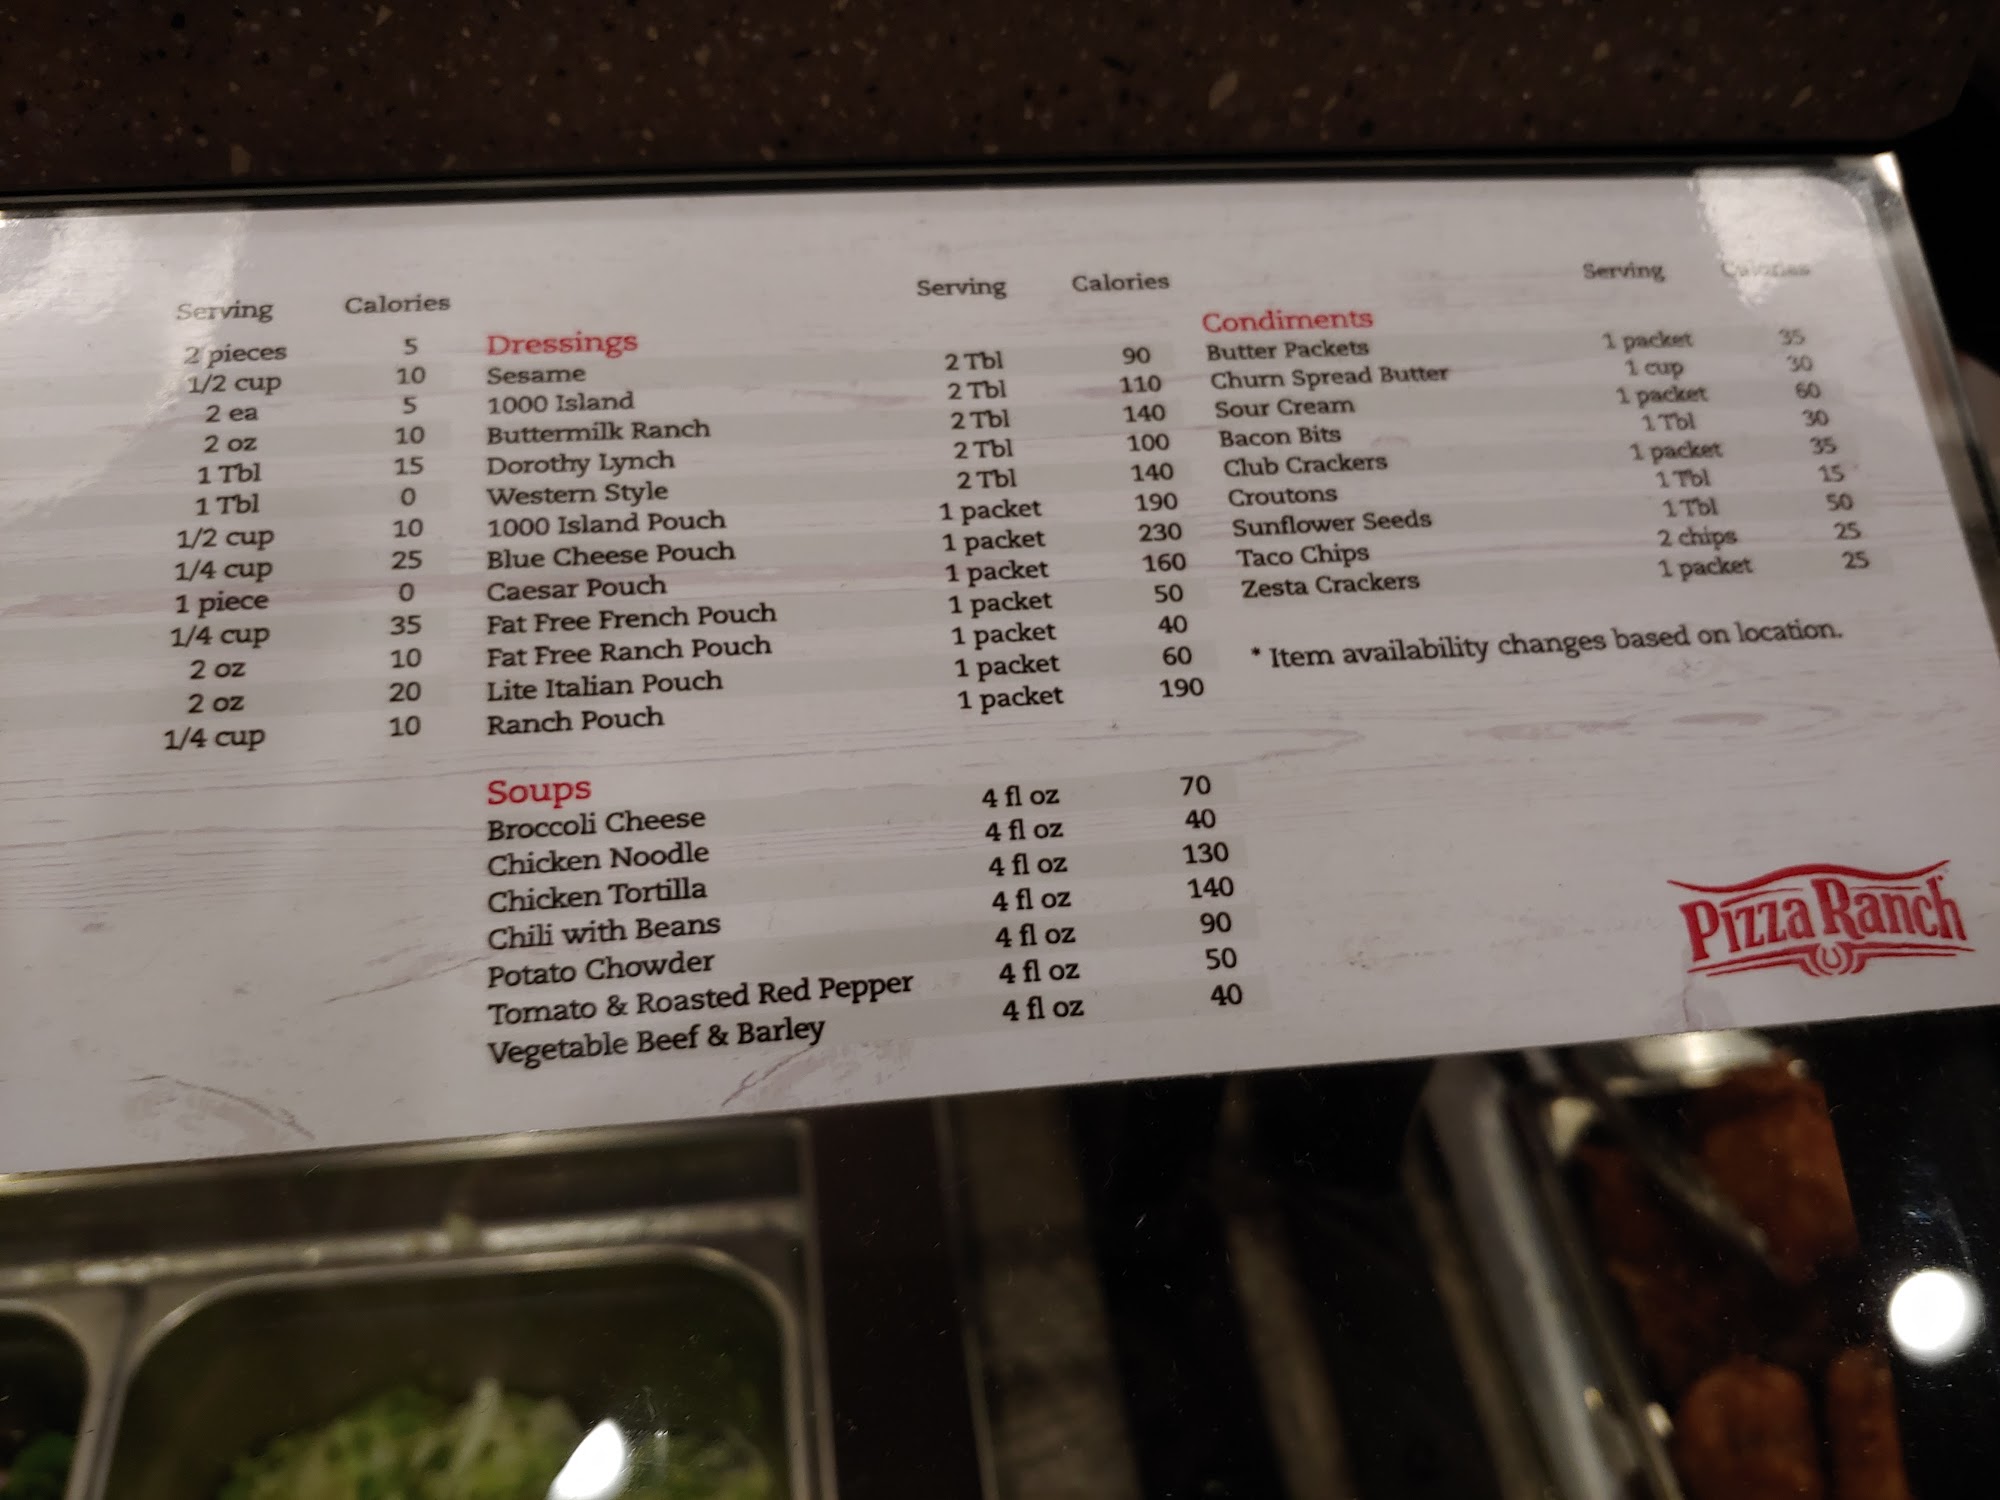 Serving Calories
2 pieces 5
1/2 cup 10
2 ea 5
2 oz 10
1 Tbl 15
1 Tbl 0
1/2 cup 10
1/4 cup 25
1 piece 0
1/4 cup 35
2 oz 10
2 oz 20
1/4 cup 10
Serving Calories
Dressings
Sesame 2 Tbl 90
1000 Island 2 Tbl 110
Buttermilk Ranch 2 Tbl 140
Dorothy Lynch 2 Tbl 100
Western Style 2 Tbl 140
1000 Island Pouch 1 packet 190
Blue Cheese Pouch 1 packet 230
Caesar Pouch 1 packet 160
Fat Free French Pouch 1 packet 50
Fat Free Ranch Pouch 1 packet 40
Lite Italian Pouch 1 packet 60
Ranch Pouch 1 packet 190
Soups
Broccoli Cheese 4 fl oz 70
Chicken Noodle 4 fl oz 40
Chicken Tortilla 4 fl oz 130
Chili with Beans 4 fl oz 140
Potato Chowder 4 fl oz 90
Tomato & Roasted Red Pepper 4 fl oz 50
Vegetable Beef & Barley 4 fl oz 40
Serving Calories
Condiments
Butter Packets 1 packet 35
Churn Spread Butter 1 cup 30
Sour Cream 1 packet 60
Bacon Bits 1 Tbl 30
Club Crackers 1 packet 35
Croutons 1 Tbl 15
Sunflower Seeds 1 Tbl 50
Taco Chips 2 chips 25
Zesta Crackers 1 packet 25
* Item availability changes based on location.
Pizza Ranch